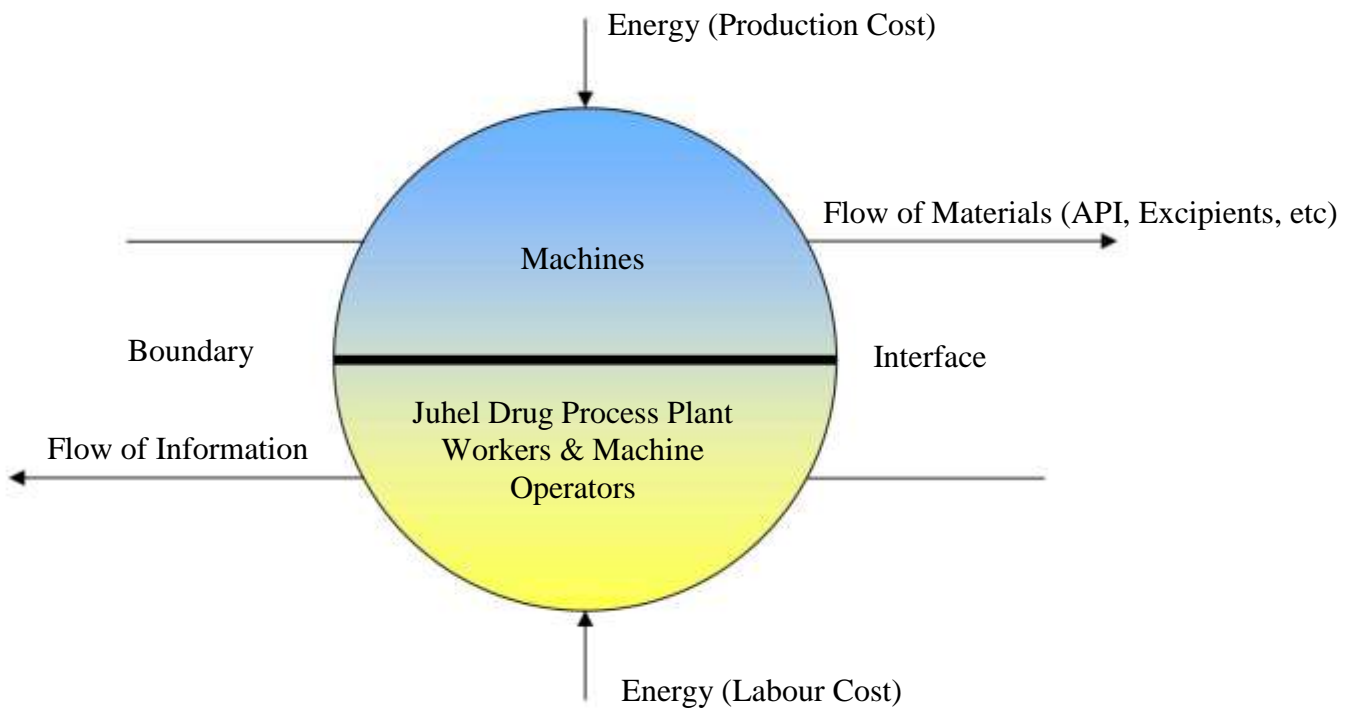 Energy (Production Cost)
Flow of Materials (API, Excipients, etc)
Machines
Boundary
Interface
Juhel Drug Process Plant
Workers & Machine
Operators
Flow of Information
Energy (Labour Cost)